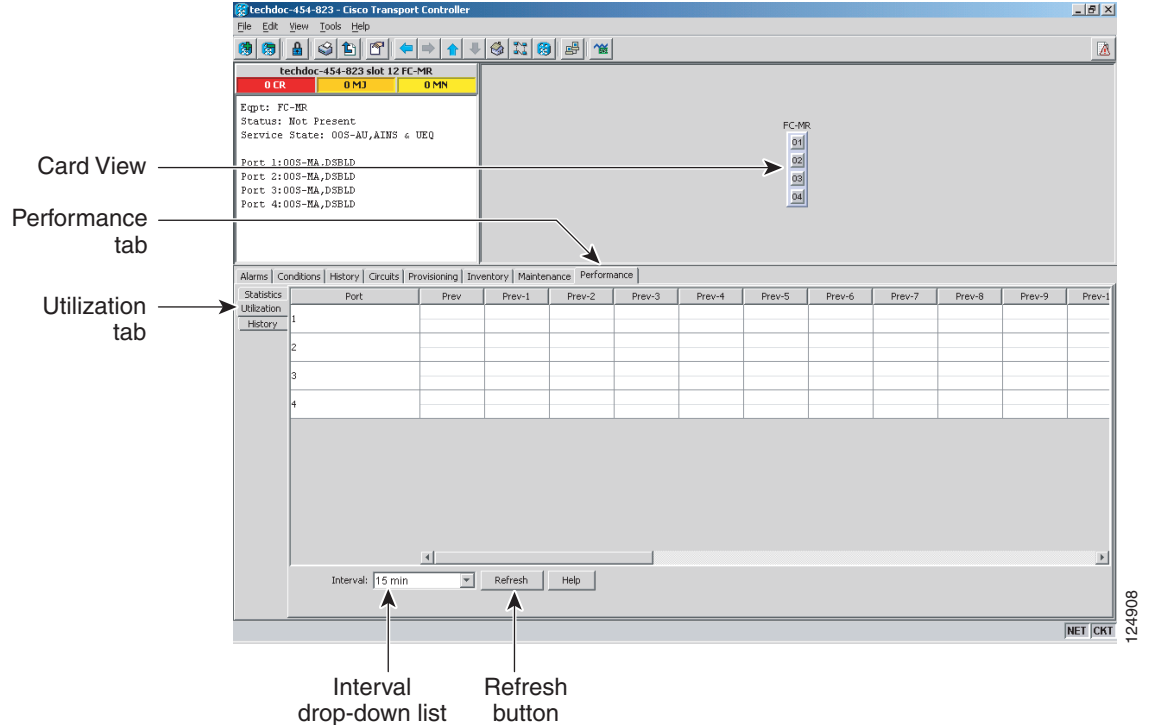 techdoc-454-823 - Cisco Transport Controller
File Edit View Tools Help
techdoc-454-823 slot 12 FC-MR
0 CR 0 MJ 0 MN
Eqpt: FC-MR
Status: Not Present
Service State: OOS-AU,AINS & UEQ
Port 1:OOS-MA,DSBLD
Port 2:OOS-MA,DSBLD
Port 3:OOS-MA,DSBLD
Port 4:OOS-MA,DSBLD
FC-MR
01
02
03
04
Card View
Performance
tab
Utilization
tab
Alarms Conditions History Circuits Provisioning Inventory Maintenance Performance
Statistics
Utilization
History
Port Prev Prev-1 Prev-2 Prev-3 Prev-4 Prev-5 Prev-6 Prev-7 Prev-8 Prev-9 Prev-1
1
2
3
4
Interval: 15 min Refresh Help
NET CKT
124908
Interval
drop-down list
Refresh
button